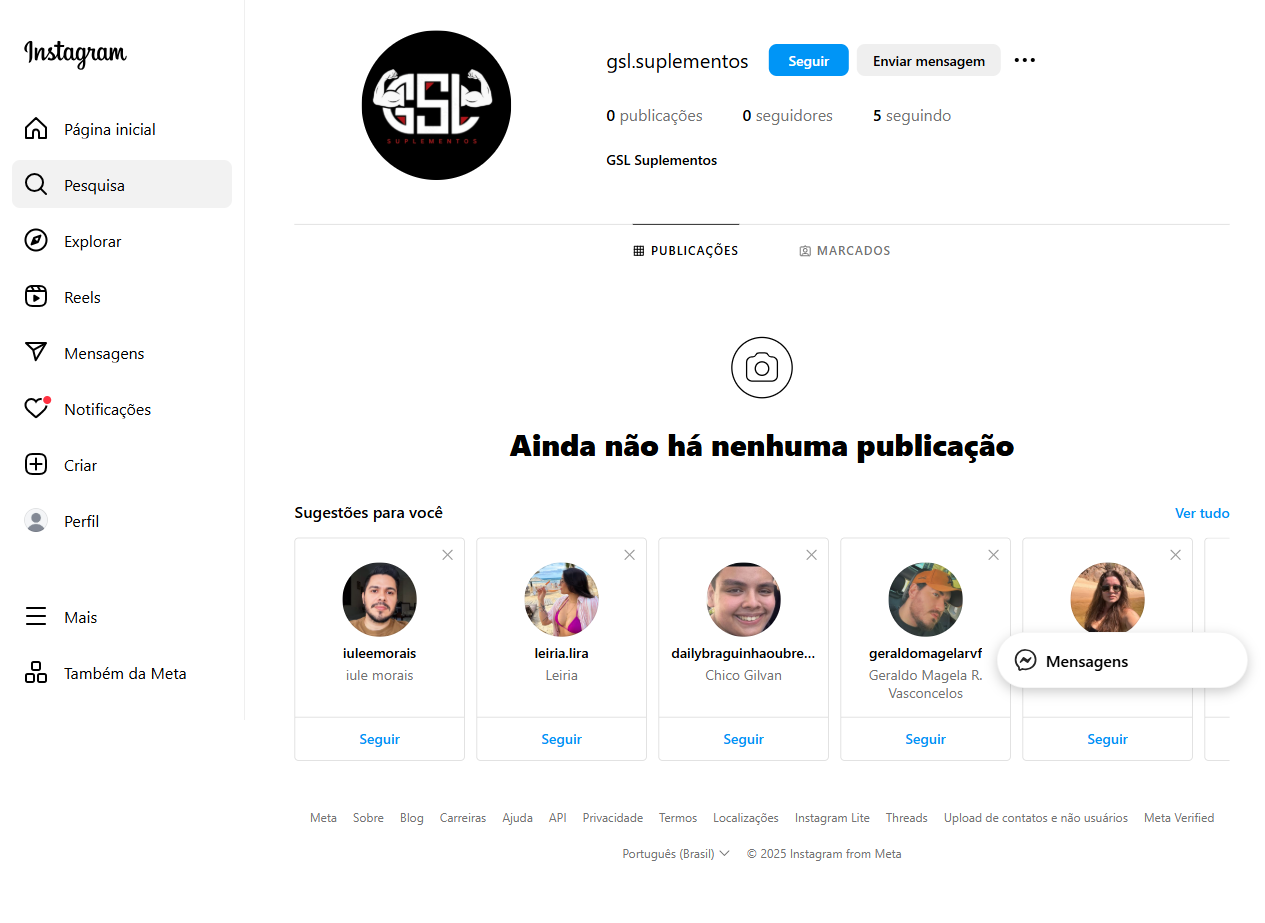 Instagram
Página inicial
Pesquisa
Explorar
Reels
Mensagens
Notificações
Criar
Perfil
Mais
Também da Meta
GSL
SUPLEMENTOS
gsl.suplementos
Seguir
Enviar mensagem
0 publicações
0 seguidores
5 seguindo
GSL Suplementos
PUBLICAÇÕES
MARCADOS
Ainda não há nenhuma publicação
Sugestões para você
Ver tudo
iuleemorais
iule morais
Seguir
leiria.lira
Leiria
Seguir
dailybraguinhaoubre...
Chico Gilvan
Seguir
geraldomagelarvf
Geraldo Magela R.
Vasconcelos
Seguir
Seguir
Mensagens
Meta
Sobre
Blog
Carreiras
Ajuda
API
Privacidade
Termos
Localizações
Instagram Lite
Threads
Upload de contatos e não usuários
Meta Verified
Português (Brasil)
© 2025 Instagram from Meta